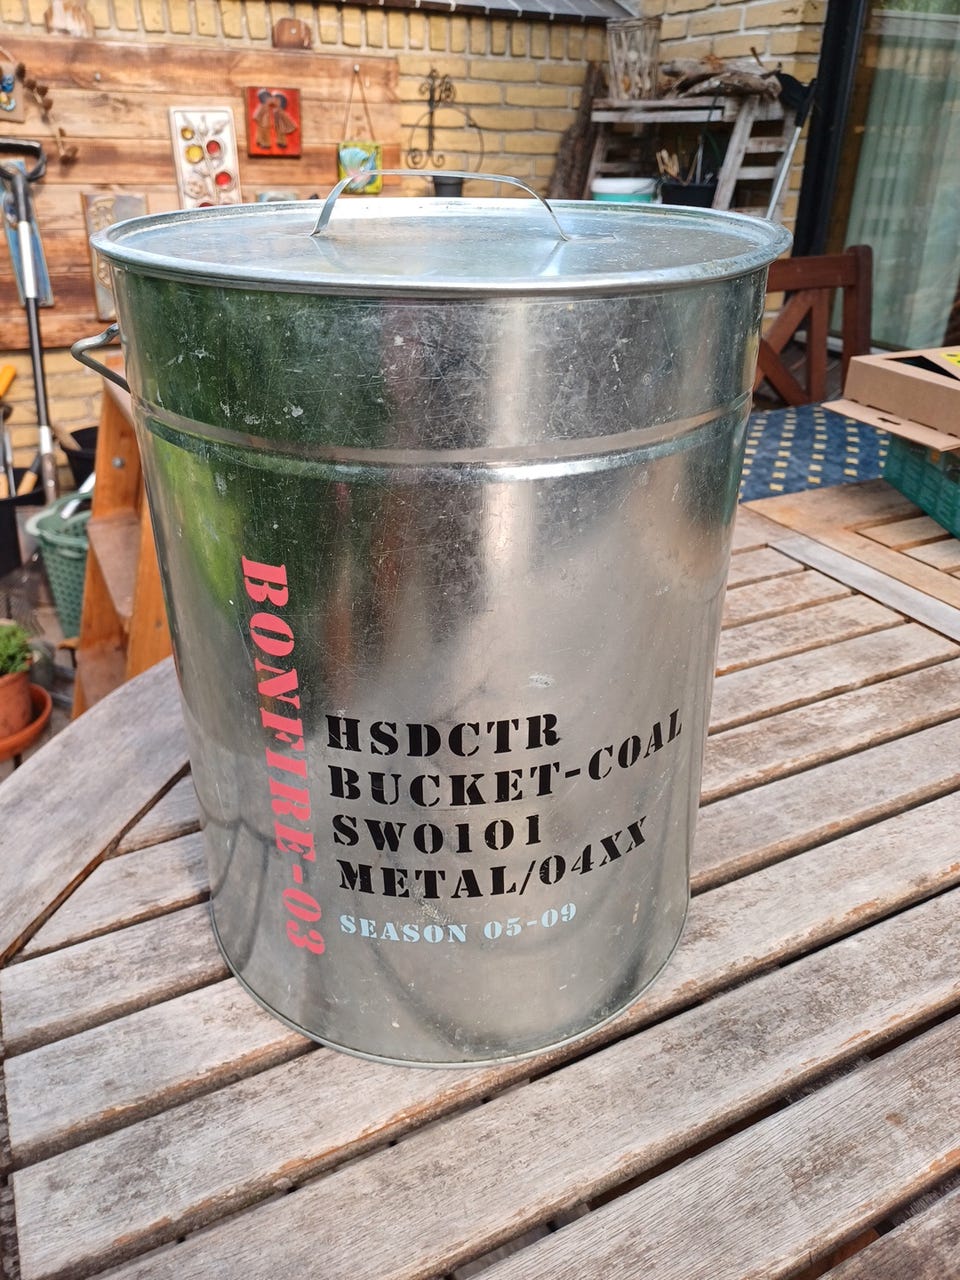 BONFIRE-03
HSDCTR
BUCKET-COAL
SW0101
METAL/04XX
SEASON 05-09